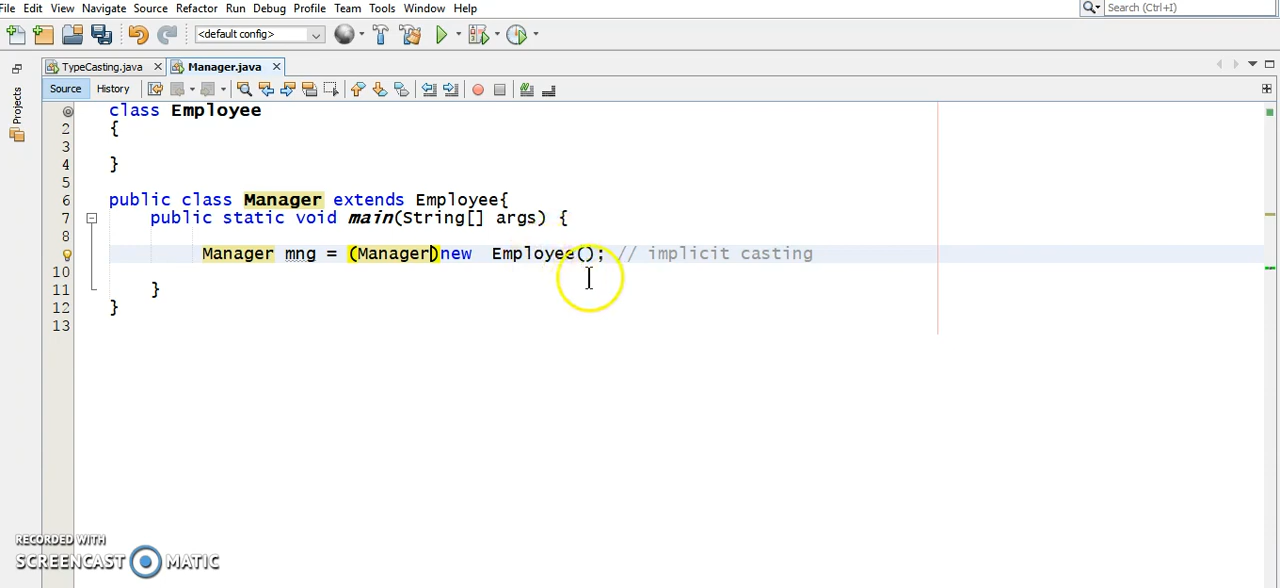 File Edit View Navigate Source Refactor Run Debug Profile Team Tools Window Help
Search (Ctrl+I)
<default config>
TypeCasting.java Manager.java
Source History
Projects
class Employee
2 {
3
4 }
5
6 public class Manager extends Employee{
7 public static void main(String[] args) {
8
Manager mng = (Manager)new Employee(); // implicit casting
10
11 }
12 }
13
RECORDED WITH
SCREENCAST MATIC